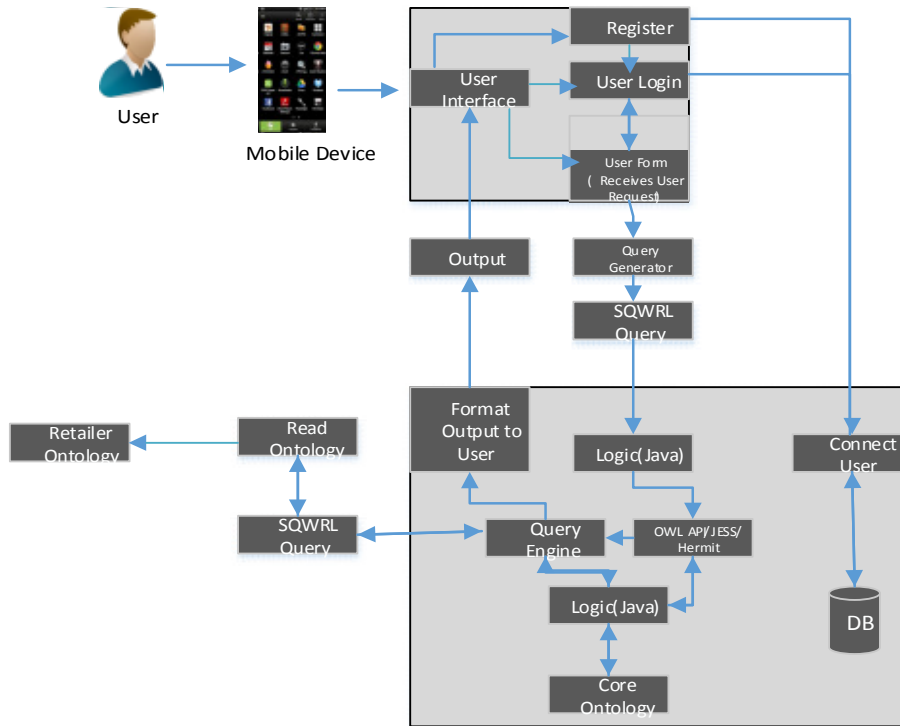 User
Mobile Device
User
Interface
Register
User Login
User Form
( Receives User
Request)
Output
Query
Generator
SQWRL
Query
Format
Output to
User
Logic(Java)
Connect
User
Retailer
Ontology
Read
Ontology
SQWRL
Query
Query
Engine
OWL API/JESS/
Hermit
Logic(Java)
DB
Core
Ontology